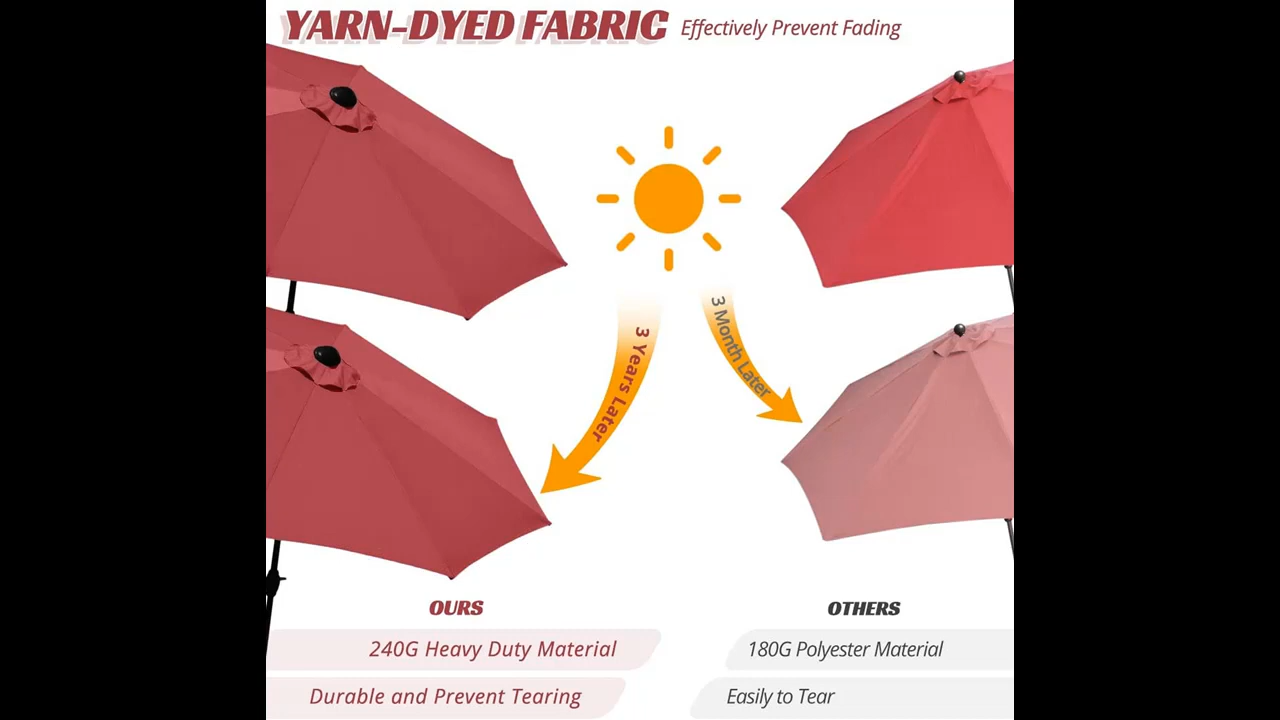 YARN-DYED FABRIC Effectively Prevent Fading
3 Years Later
3 Month Later
OURS
OTHERS
240G Heavy Duty Material
180G Polyester Material
Durable and Prevent Tearing
Easily to Tear